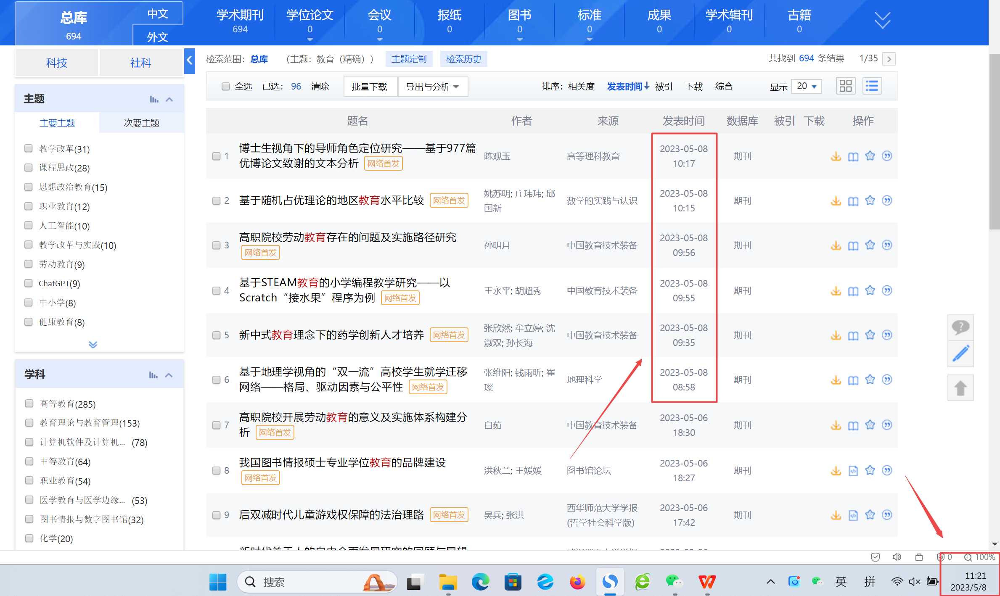 总库
694
中文
外文
学术期刊
694
学位论文
0
会议
0
报纸
0
图书
0
标准
0
成果
0
学术辑刊
0
古籍
0
科技
社科
检索范围：总库 （主题：教育（精确）） 主题定制 检索历史
共找到 694 条结果 1/35
全选 已选：96 清除 批量下载 导出与分析
排序：相关度 发表时间↓ 被引 下载 综合 显示 20
主题
主要主题 次要主题
教学改革(31)
课程思政(28)
思想政治教育(15)
职业教育(12)
人工智能(10)
教学改革与实践(10)
劳动教育(9)
ChatGPT(9)
中小学(8)
健康教育(8)
学科
高等教育(285)
教育理论与教育管理(153)
计算机软件及计算机... (78)
中等教育(64)
职业教育(54)
医学教育与医学边缘... (53)
图书情报与数字图书馆(32)
化学(20)
题名 作者 来源 发表时间 数据库 被引 下载 操作
1
博士生视角下的导师角色定位研究——基于977篇
优博论文致谢的文本分析 网络首发
陈观玉
高等理科教育
2023-05-08
10:17
期刊
2
基于随机占优理论的地区教育水平比较 网络首发
姚苏明; 庄玮玮; 邱
国新
数学的实践与认识
2023-05-08
10:15
期刊
3
高职院校劳动教育存在的问题及实施路径研究
网络首发
孙明月
中国教育技术装备
2023-05-08
09:56
期刊
4
基于STEAM教育的小学编程教学研究——以
Scratch“接水果”程序为例 网络首发
王永平; 胡超秀
中国教育技术装备
2023-05-08
09:55
期刊
5
新中式教育理念下的药学创新人才培养 网络首发
张欣然; 牟立婷; 沈
淑双; 孙长海
中国教育技术装备
2023-05-08
09:35
期刊
6
基于地理学视角的“双一流”高校学生就学迁移
网络——格局、驱动因素与公平性 网络首发
张维阳; 钱雨昕; 崔
璨
地理科学
2023-05-08
08:58
期刊
7
高职院校开展劳动教育的意义及实施体系构建分
析 网络首发
白茹
中国教育技术装备
2023-05-06
18:30
期刊
8
我国图书情报硕士专业学位教育的品牌建设
网络首发
洪秋兰; 王媛媛
图书馆论坛
2023-05-06
18:27
期刊
9
后双减时代儿童游戏权保障的法治理路 网络首发
吴兵; 张洪
西华师范大学学报
(哲学社会科学版)
2023-05-06
17:42
期刊
0 100%
搜索
英 拼
11:21
2023/5/8